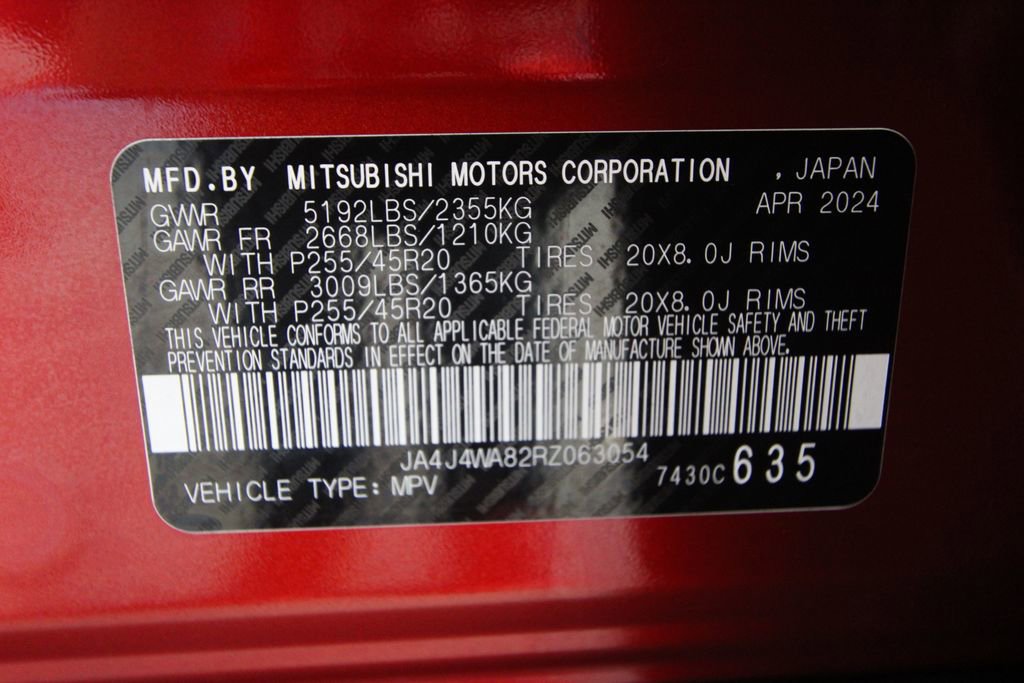 MFD.BY MITSUBISHI MOTORS CORPORATION , JAPAN
APR 2024
GVWR 5192LBS/2355KG
GAWR FR 2668LBS/1210KG
WITH P255/45R20 TIRES 20X8.0J RIMS
GAWR RR 3009LBS/1365KG
WITH P255/45R20 TIRES 20X8.0J RIMS
THIS VEHICLE CONFORMS TO ALL APPLICABLE FEDERAL MOTOR VEHICLE SAFETY AND THEFT
PREVENTION STANDARDS IN EFFECT ON THE DATE OF MANUFACTURE SHOWN ABOVE.
JA4J4WA82RZ063054
7430C 635
VEHICLE TYPE: MPV